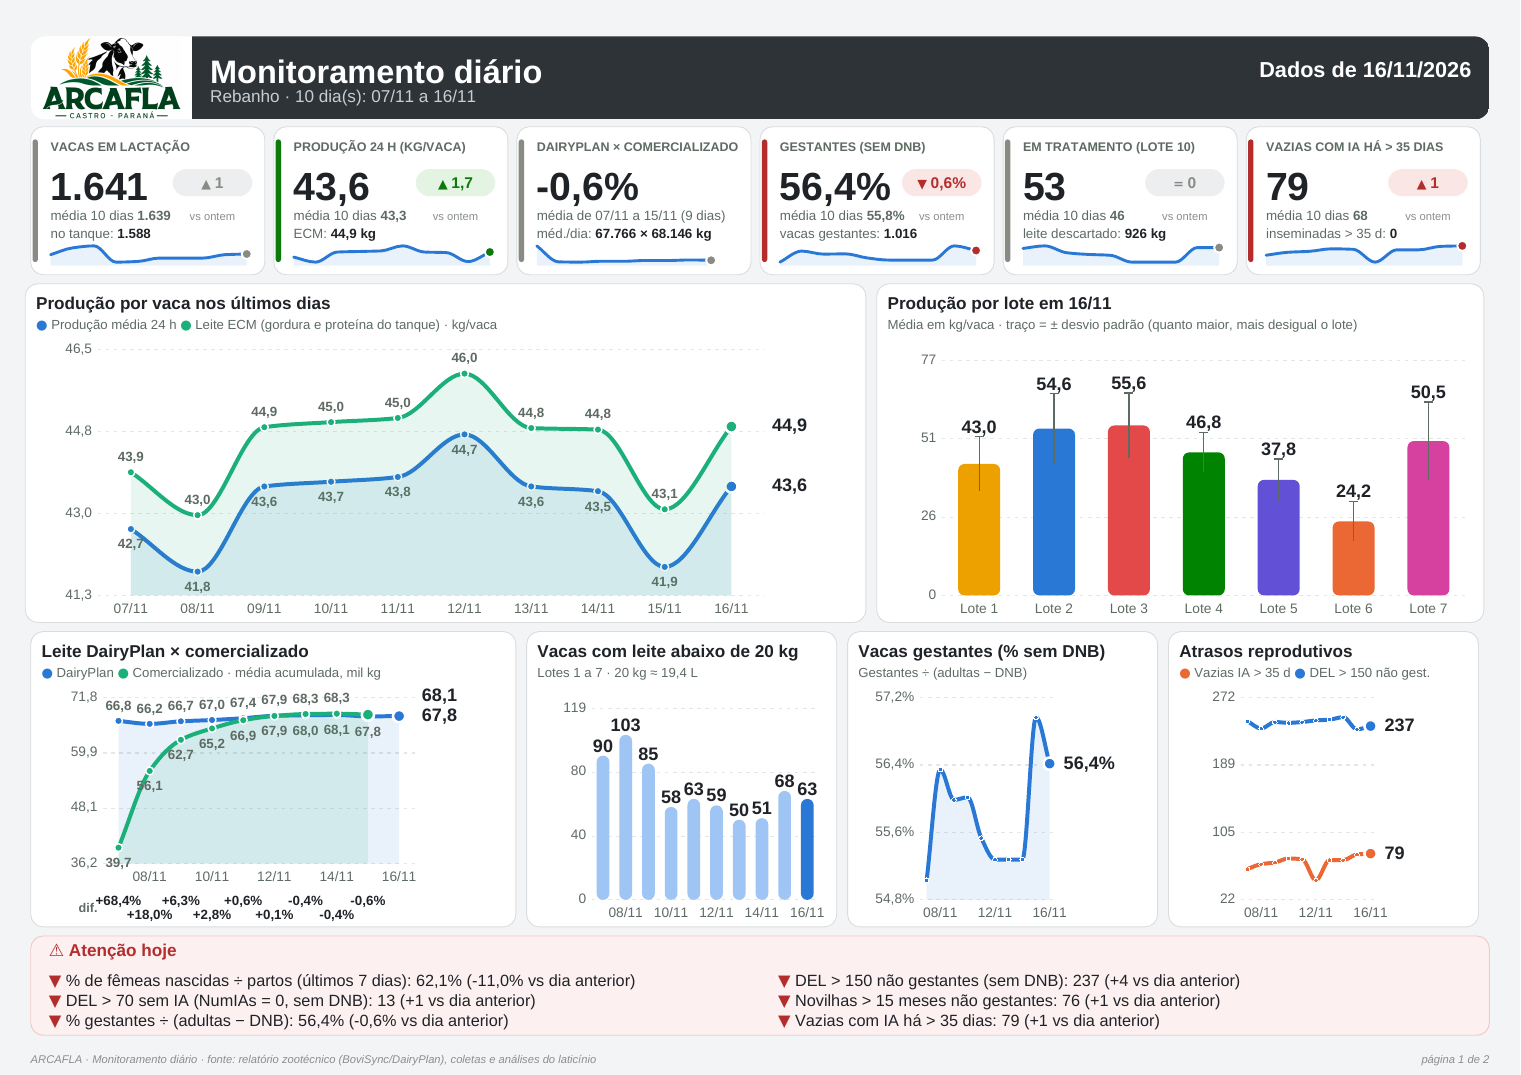 ARCAFLA
CASTRO - PARANÁ
Monitoramento diário
Rebanho · 10 dia(s): 07/11 a 16/11
Dados de 16/11/2026
VACAS EM LACTAÇÃO
1.641 ▲ 1
média 10 dias 1.639 vs ontem
no tanque: 1.588
PRODUÇÃO 24 H (KG/VACA)
43,6 ▲ 1,7
média 10 dias 43,3 vs ontem
ECM: 44,9 kg
DAIRYPLAN × COMERCIALIZADO
-0,6%
média de 07/11 a 15/11 (9 dias)
méd./dia: 67.766 × 68.146 kg
GESTANTES (SEM DNB)
56,4% ▼ 0,6%
média 10 dias 55,8% vs ontem
vacas gestantes: 1.016
EM TRATAMENTO (LOTE 10)
53 = 0
média 10 dias 46 vs ontem
leite descartado: 926 kg
VAZIAS COM IA HÁ > 35 DIAS
79 ▲ 1
média 10 dias 68 vs ontem
inseminadas > 35 d: 0
Produção por vaca nos últimos dias
Produção média 24 h Leite ECM (gordura e proteína do tanque) · kg/vaca
46,5
44,8
43,0
41,3
43,9 43,0 44,9 45,0 45,0 46,0 44,8 44,8 43,1 44,9
42,7 41,8 43,6 43,7 43,8 44,7 43,6 43,5 41,9 43,6
07/11 08/11 09/11 10/11 11/11 12/11 13/11 14/11 15/11 16/11
Produção por lote em 16/11
Média em kg/vaca · traço = ± desvio padrão (quanto maior, mais desigual o lote)
77
51
26
0
43,0 54,6 55,6 46,8 37,8 24,2 50,5
Lote 1 Lote 2 Lote 3 Lote 4 Lote 5 Lote 6 Lote 7
Leite DairyPlan × comercializado
DairyPlan Comercializado · média acumulada, mil kg
71,8
59,9
48,1
36,2
66,8 66,2 66,7 67,0 67,4 67,9 68,3 68,3 68,1
39,7 56,1 62,7 65,2 66,9 67,9 68,0 68,1 67,8 67,8
08/11 10/11 12/11 14/11 16/11
dif. +68,4% +6,3% +0,6% -0,4% -0,6%
+18,0% +2,8% +0,1% -0,4%
Vacas com leite abaixo de 20 kg
Lotes 1 a 7 · 20 kg ≈ 19,4 L
119
80
40
0
90 103 85 58 63 59 50 51 68 63
08/11 10/11 12/11 14/11 16/11
Vacas gestantes (% sem DNB)
Gestantes ÷ (adultas − DNB)
57,2%
56,4%
55,6%
54,8%
56,4%
08/11 12/11 16/11
Atrasos reprodutivos
Vazias IA > 35 d DEL > 150 não gest.
272
189
105
22
237
79
08/11 12/11 16/11
⚠ Atenção hoje
▼ % de fêmeas nascidas ÷ partos (últimos 7 dias): 62,1% (-11,0% vs dia anterior)
▼ DEL > 70 sem IA (NumIAs = 0, sem DNB): 13 (+1 vs dia anterior)
▼ % gestantes ÷ (adultas − DNB): 56,4% (-0,6% vs dia anterior)
▼ DEL > 150 não gestantes (sem DNB): 237 (+4 vs dia anterior)
▼ Novilhas > 15 meses não gestantes: 76 (+1 vs dia anterior)
▼ Vazias com IA há > 35 dias: 79 (+1 vs dia anterior)
ARCAFLA · Monitoramento diário · fonte: relatório zootécnico (BoviSync/DairyPlan), coletas e análises do laticínio
página 1 de 2